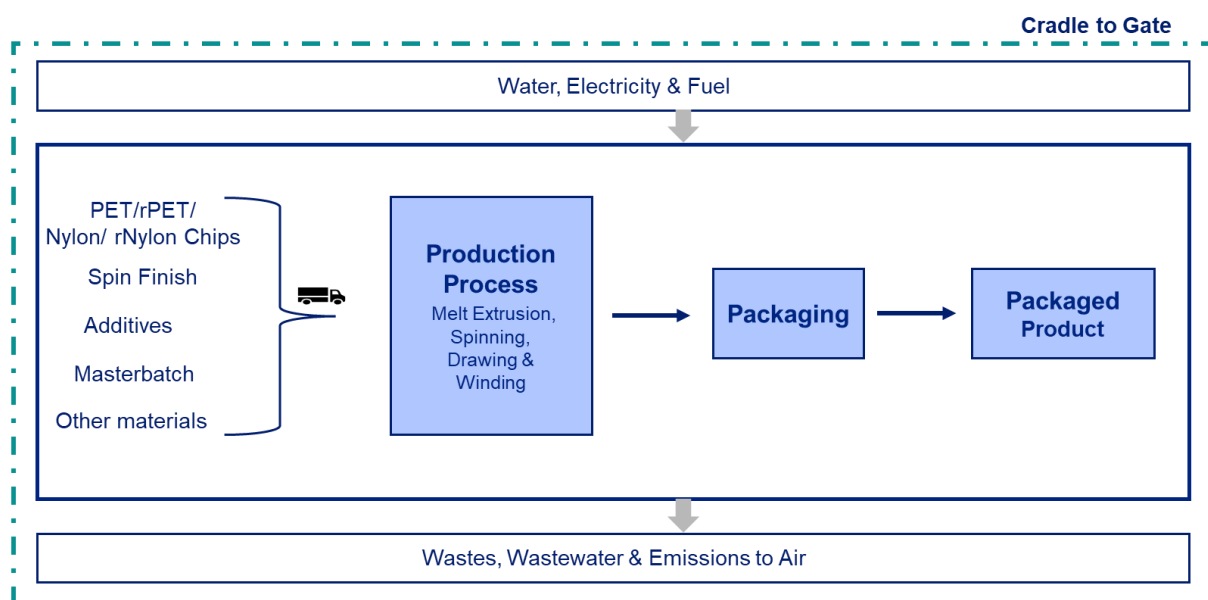 Cradle to Gate
Water, Electricity & Fuel
PET/rPET/
Nylon/ rNylon Chips
Spin Finish
Additives
Masterbatch
Other materials
Production
Process
Melt Extrusion,
Spinning,
Drawing &
Winding
Packaging
Packaged
Product
Wastes, Wastewater & Emissions to Air